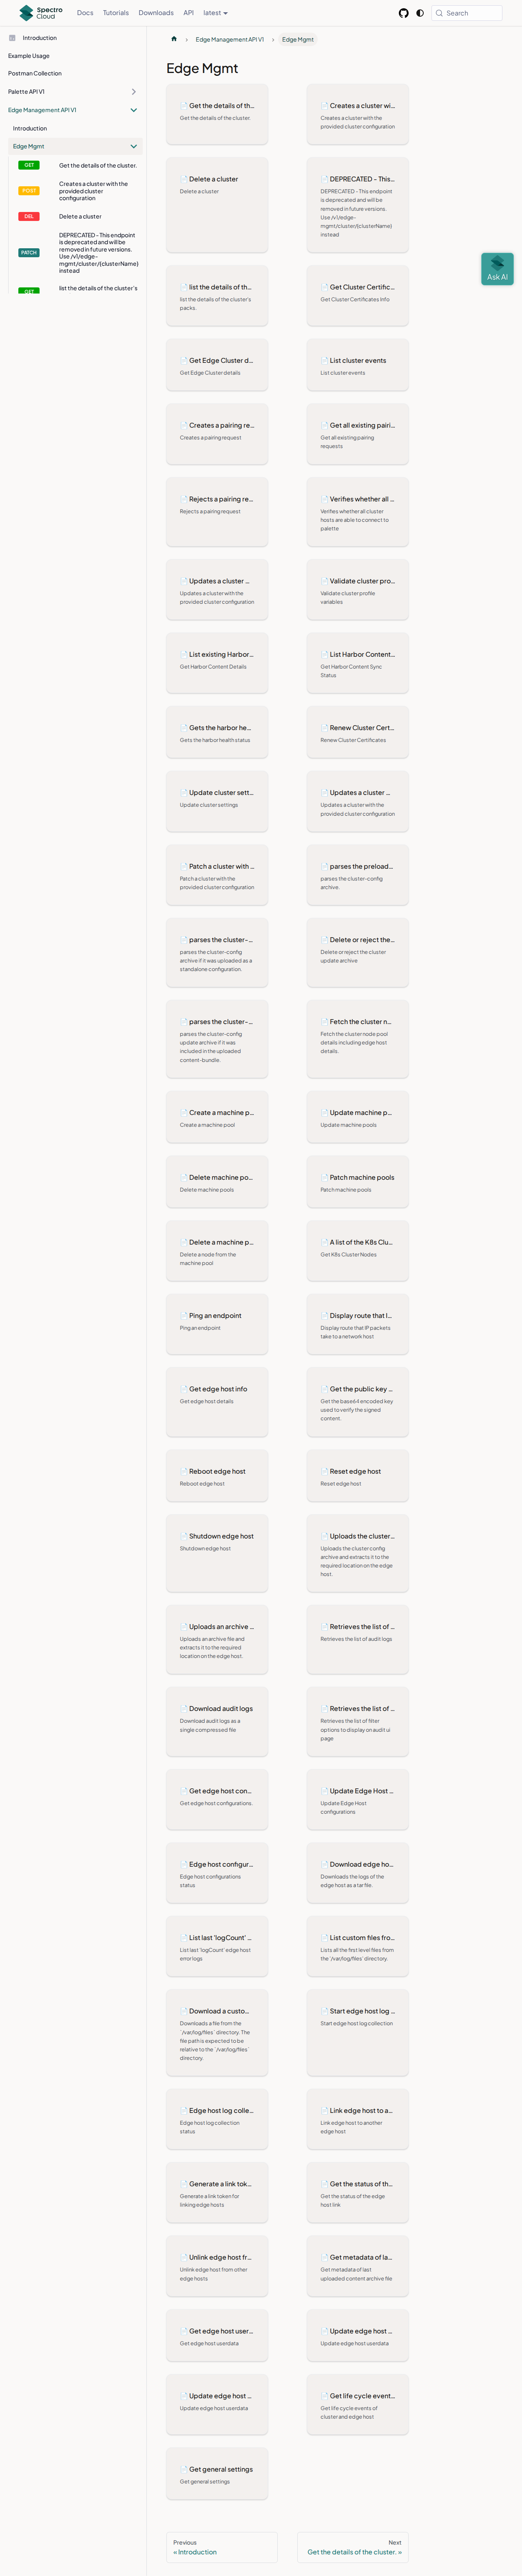 Spectro
Cloud
Docs
Tutorials
Downloads
API
latest
Search
Introduction
Example Usage
Postman Collection
Palette API V1
Edge Management API V1
Introduction
Edge Mgmt
GET
Get the details of the cluster.
POST
Creates a cluster with the
provided cluster
configuration
DEL
Delete a cluster
PATCH
DEPRECATED - This endpoint
is deprecated and will be
removed in future versions.
Use /v1/edge-
mgmt/cluster/{clusterName}
instead
GET
list the details of the cluster's
Edge Management API V1
Edge Mgmt
Edge Mgmt
Get the details of th...
Get the details of the cluster.
Creates a cluster wi...
Creates a cluster with the
provided cluster configuration
Delete a cluster
Delete a cluster
DEPRECATED - This...
DEPRECATED - This endpoint
is deprecated and will be
removed in future versions.
Use /v1/edge-
mgmt/cluster/{clusterName}
instead
list the details of th...
list the details of the cluster's
packs.
Get Cluster Certific...
Get Cluster Certificates Info
Get Edge Cluster d...
Get Edge Cluster details
List cluster events
List cluster events
Creates a pairing re...
Creates a pairing request
Get all existing pairi...
Get all existing pairing
requests
Rejects a pairing re...
Rejects a pairing request
Verifies whether all ...
Verifies whether all cluster
hosts are able to connect to
palette
Updates a cluster ...
Updates a cluster with the
provided cluster configuration
Validate cluster pro...
Validate cluster profile
variables
List existing Harbor...
Get Harbor Content Details
List Harbor Content...
Get Harbor Content Sync
Status
Gets the harbor he...
Gets the harbor health status
Renew Cluster Cert...
Renew Cluster Certificates
Update cluster sett...
Update cluster settings
Updates a cluster ...
Updates a cluster with the
provided cluster configuration
Patch a cluster with ...
Patch a cluster with the
provided cluster configuration
parses the preload...
parses the cluster-config
archive.
parses the cluster-...
parses the cluster-config
archive if it was uploaded as a
standalone configuration.
Delete or reject the...
Delete or reject the cluster
update archive
parses the cluster-...
parses the cluster-config
update archive if it was
included in the uploaded
content-bundle.
Fetch the cluster n...
Fetch the cluster node pool
details including edge host
details.
Create a machine p...
Create a machine pool
Update machine p...
Update machine pools
Delete machine po...
Delete machine pools
Patch machine pools
Patch machine pools
Delete a machine p...
Delete a node from the
machine pool
A list of the K8s Clu...
Get K8s Cluster Nodes
Ping an endpoint
Ping an endpoint
Display route that I...
Display route that IP packets
take to a network host
Get edge host info
Get edge host details
Get the public key ...
Get the base64 encoded key
used to verify the signed
content.
Reboot edge host
Reboot edge host
Reset edge host
Reset edge host
Shutdown edge host
Shutdown edge host
Uploads the cluster...
Uploads the cluster config
archive and extracts it to the
required location on the edge
host.
Uploads an archive ...
Uploads an archive file and
extracts it to the required
location on the edge host.
Retrieves the list of ...
Retrieves the list of audit logs
Download audit logs
Download audit logs as a
single compressed file
Retrieves the list of ...
Retrieves the list of filter
options to display on audit ui
page
Get edge host con...
Get edge host configurations.
Update Edge Host ...
Update Edge Host
configurations
Edge host configur...
Edge host configurations
status
Download edge ho...
Downloads the logs of the
edge host as a tar file.
List last 'logCount' ...
List last 'logCount' edge host
error logs
List custom files fro...
Lists all the first level files from
the '/var/log/files' directory.
Download a custo...
Downloads a file from the
`/var/log/files` directory. The
file path is expected to be
relative to the `/var/log/files`
directory.
Start edge host log ...
Start edge host log collection
Edge host log colle...
Edge host log collection
status
Link edge host to a...
Link edge host to another
edge host
Generate a link tok...
Generate a link token for
linking edge hosts
Get the status of th...
Get the status of the edge
host link
Unlink edge host fr...
Unlink edge host from other
edge hosts
Get metadata of la...
Get metadata of last
uploaded content archive file
Get edge host user...
Get edge host userdata
Update edge host ...
Update edge host userdata
Update edge host ...
Update edge host userdata
Get life cycle event...
Get life cycle events of
cluster and edge host
Get general settings
Get general settings
Previous
« Introduction
Next
Get the details of the cluster. »
Ask AI